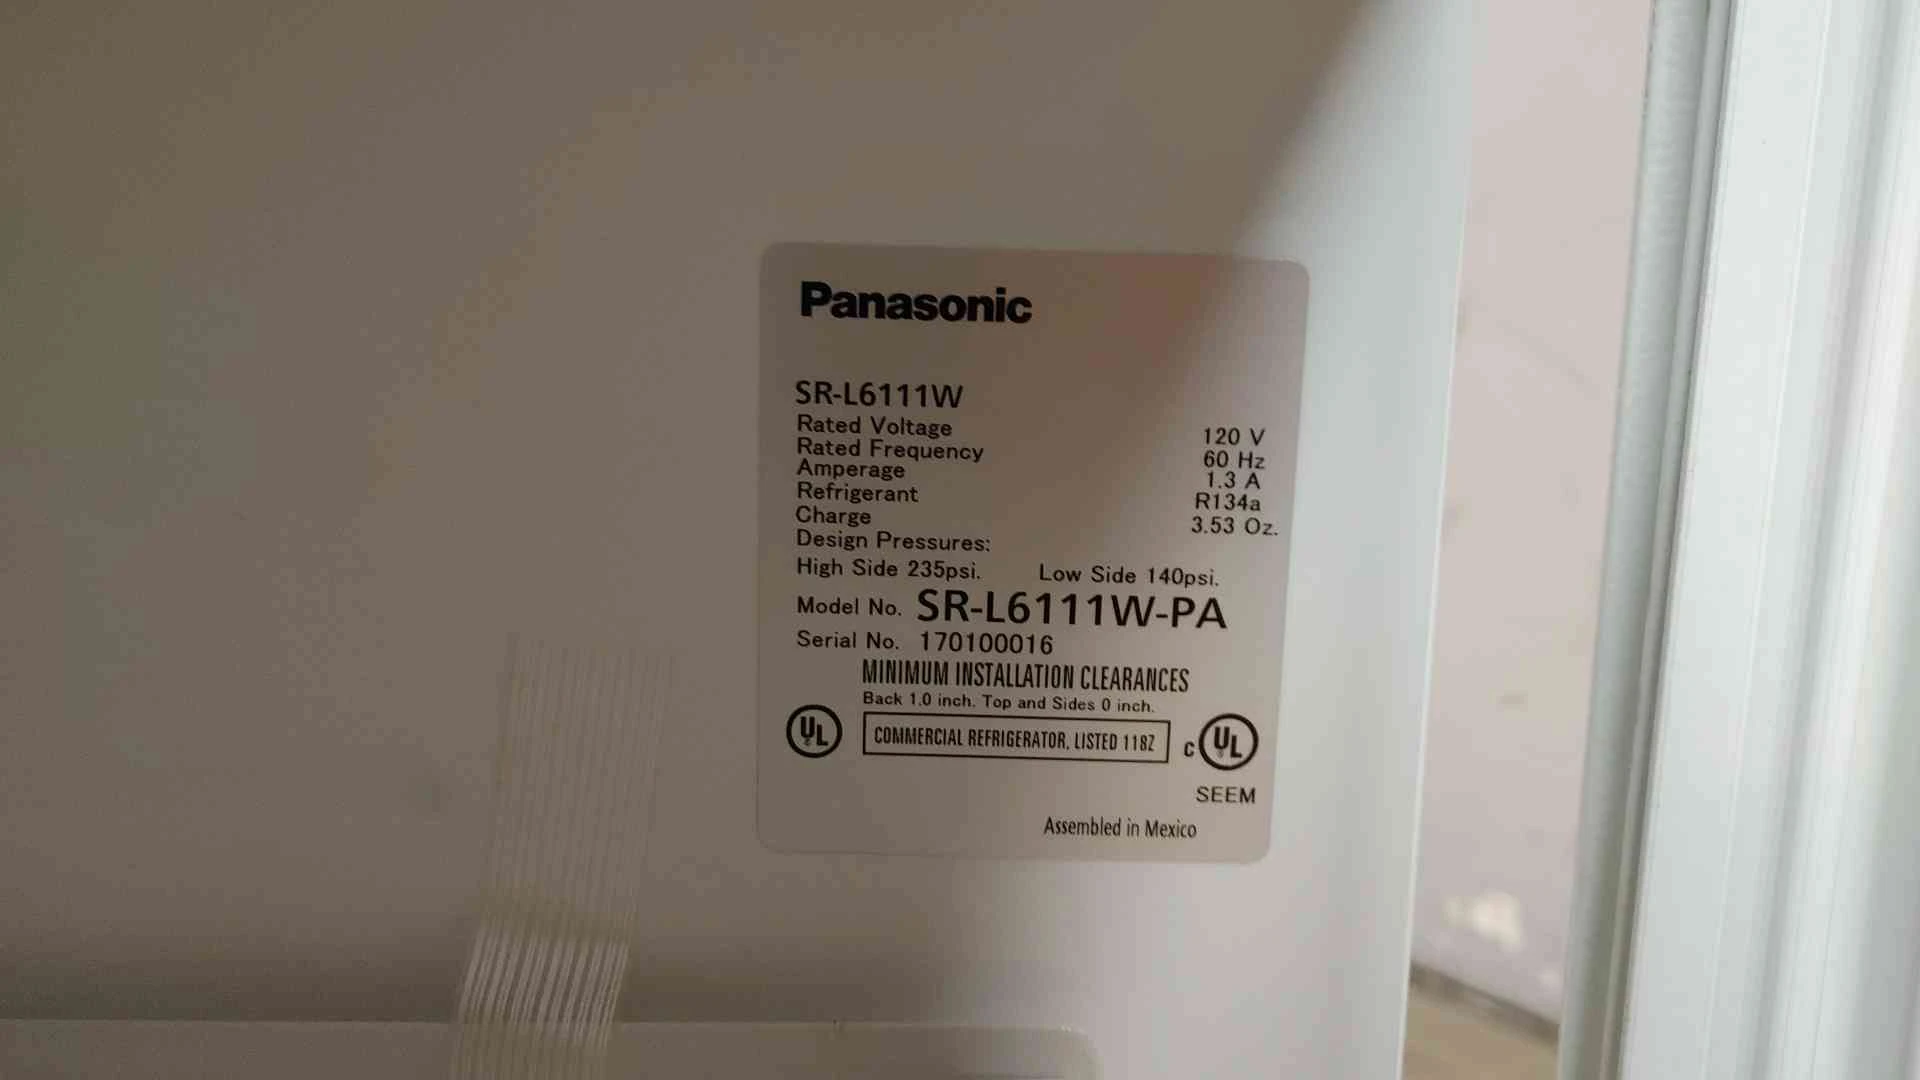 Panasonic
SR-L6111W
Rated Voltage 120 V
Rated Frequency 60 Hz
Amperage 1.3 A
Refrigerant R134a
Charge 3.53 Oz.
Design Pressures:
High Side 235psi. Low Side 140psi.
Model No. SR-L6111W-PA
Serial No. 170100016
MINIMUM INSTALLATION CLEARANCES
Back 1.0 inch. Top and Sides 0 inch.
UL COMMERCIAL REFRIGERATOR, LISTED 118Z C UL
SEEM
Assembled in Mexico